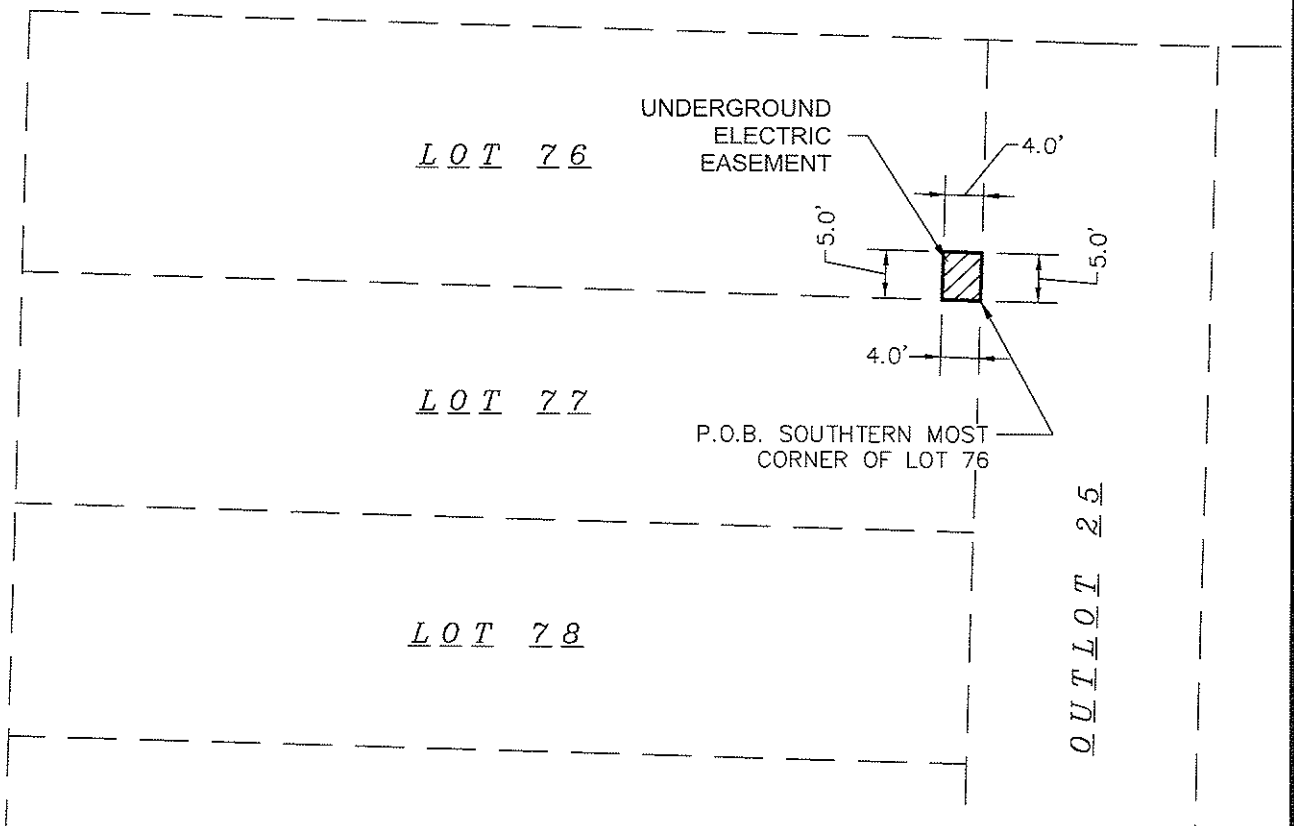 UNDERGROUND
ELECTRIC
EASEMENT
LOT 76
4.0'
5.0'
5.0'
4.0'
LOT 77
P.O.B. SOUTHTERN MOST
CORNER OF LOT 76
OUTLOT 25
LOT 78